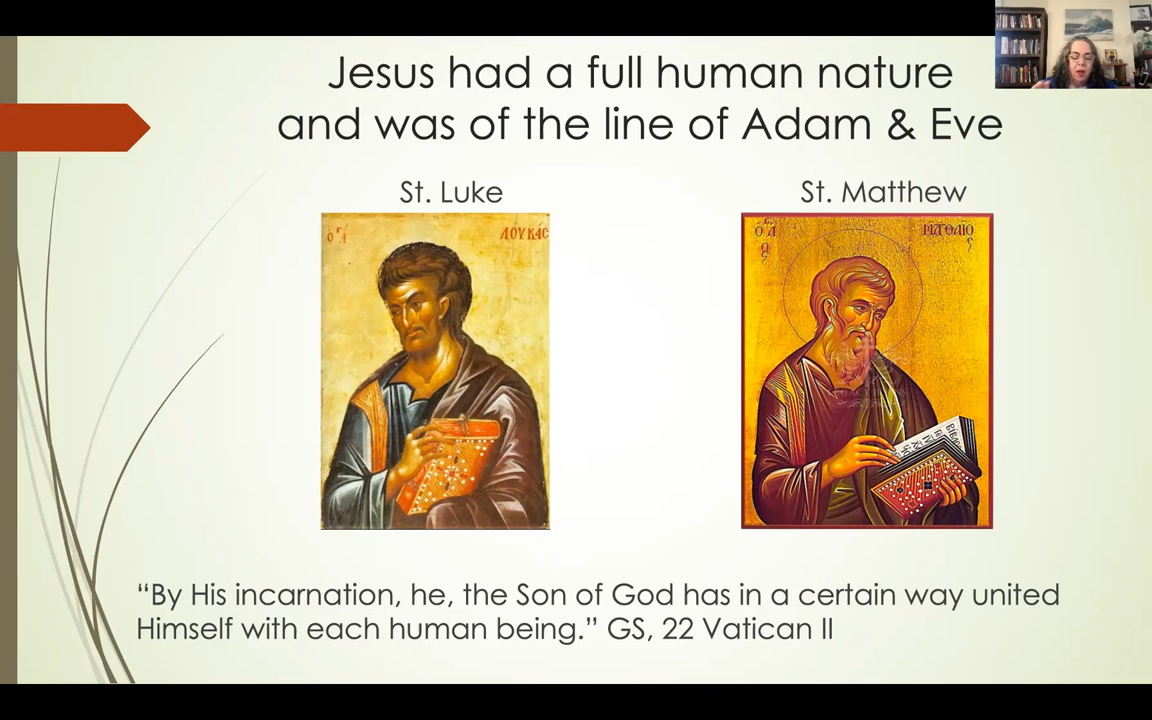 Jesus had a full human nature
and was of the line of Adam & Eve
St. Luke
St. Matthew
ΛΟΥΚΑC
“By His incarnation, he, the Son of God has in a certain way united
Himself with each human being.” GS, 22 Vatican II